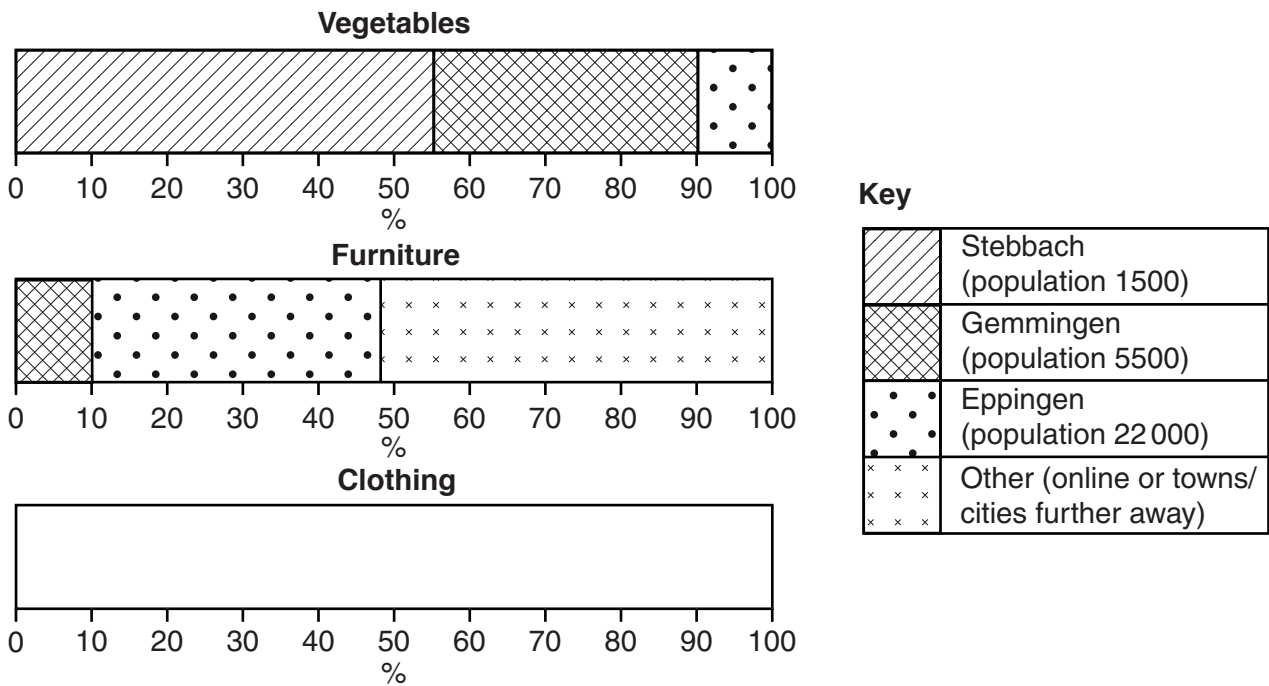 Vegetables
0 10 20 30 40 50 60 70 80 90 100
%
Furniture
0 10 20 30 40 50 60 70 80 90 100
%
Clothing
0 10 20 30 40 50 60 70 80 90 100
%
Key
Stebbach
(population 1500)
Gemmingen
(population 5500)
Eppingen
(population 22 000)
Other (online or towns/
cities further away)